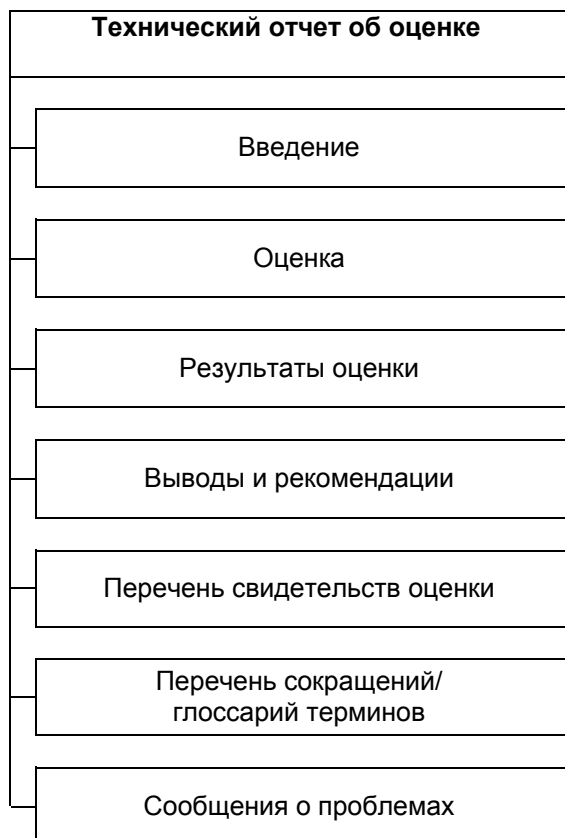 Технический отчет об оценке
Введение
Оценка
Результаты оценки
Выводы и рекомендации
Перечень свидетельств оценки
Перечень сокращений/
глоссарий терминов
Сообщения о проблемах